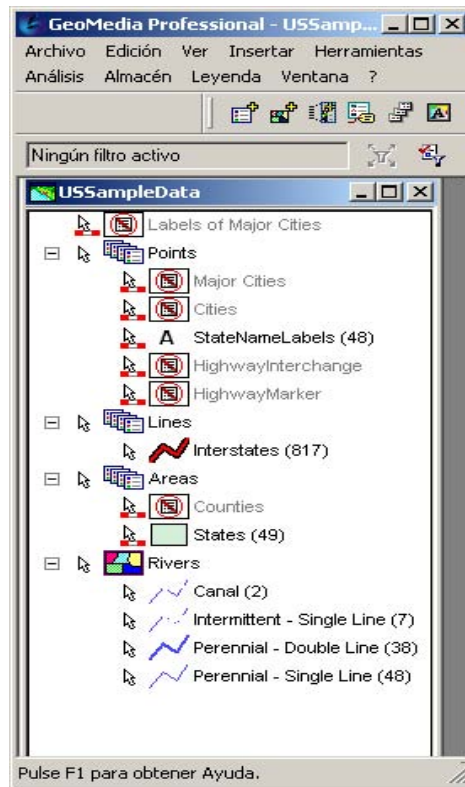 GeoMedia Professional - USSamp...
Archivo Edición Ver Insertar Herramientas
Análisis Almacén Leyenda Ventana ?
Ningún filtro activo
USSampleData
Labels of Major Cities
Points
Major Cities
Cities
A StateNameLabels (48)
HighwayInterchange
HighwayMarker
Lines
Interstates (817)
Areas
Counties
States (49)
Rivers
Canal (2)
Intermittent - Single Line (7)
Perennial - Double Line (38)
Perennial - Single Line (48)
Pulse F1 para obtener Ayuda.